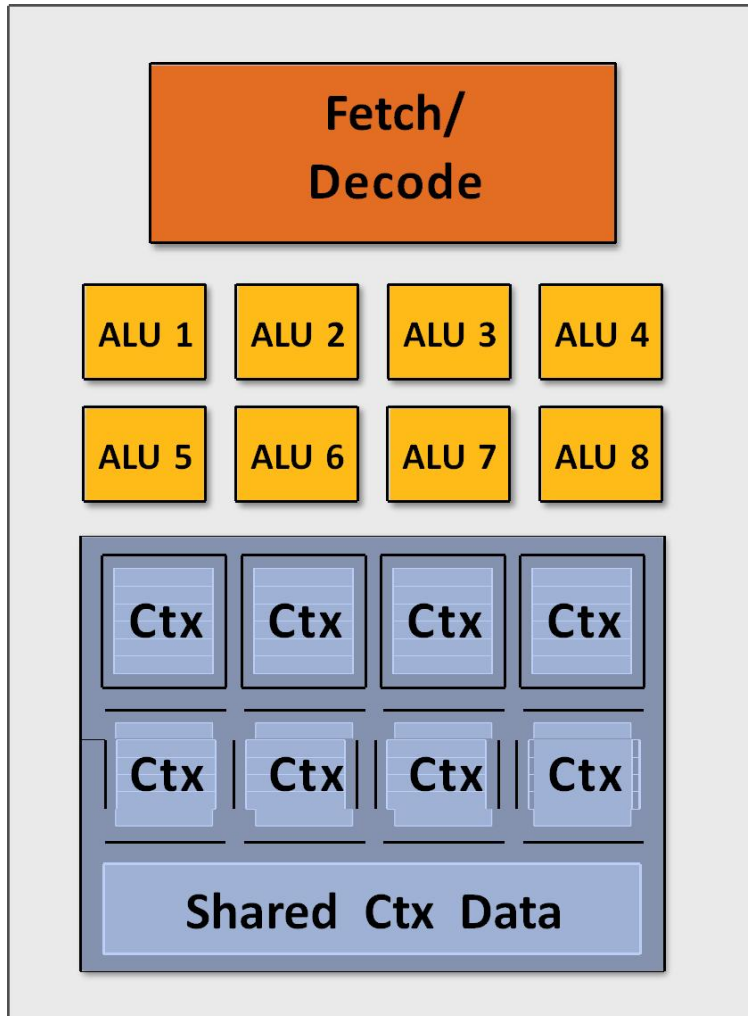 Fetch/
Decode
ALU 1 ALU 2 ALU 3 ALU 4
ALU 5 ALU 6 ALU 7 ALU 8
Ctx Ctx Ctx Ctx
Ctx Ctx Ctx Ctx
Shared Ctx Data